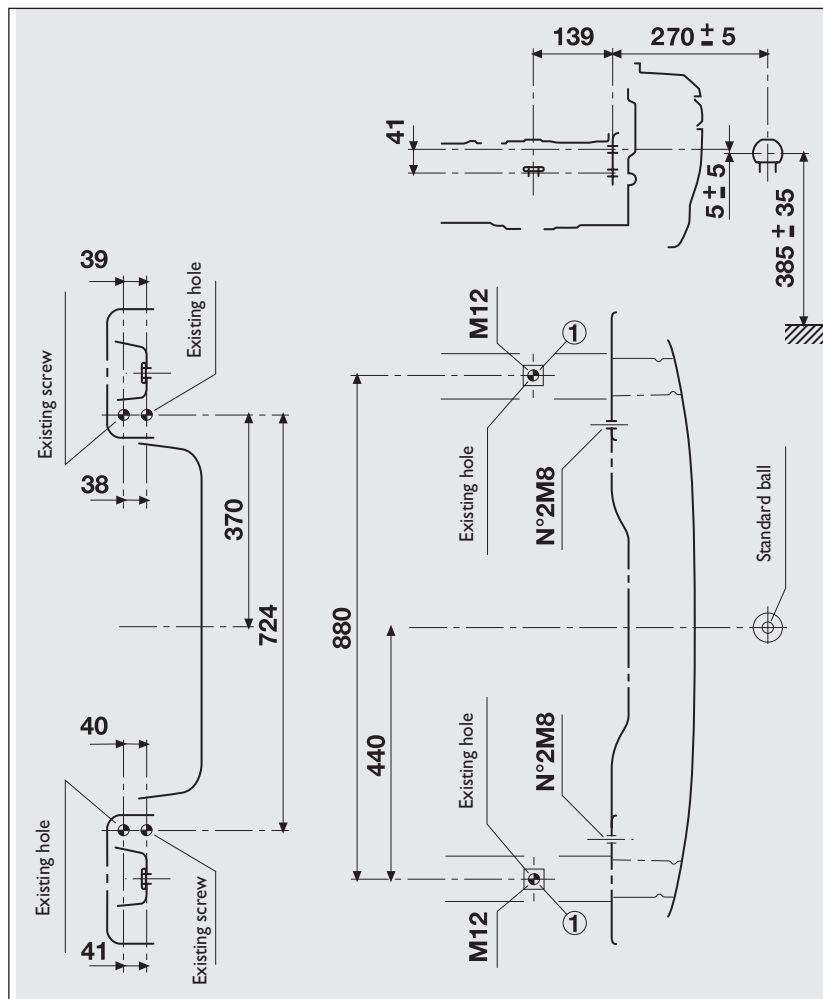 139
270 ± 5
41
5 ± 5
385 ± 35
39
Existing hole
Existing screw
38
370
724
40
Existing hole
Existing screw
41
M12
1
Existing hole
N°2M8
880
440
Standard ball
Existing hole
N°2M8
M12
1